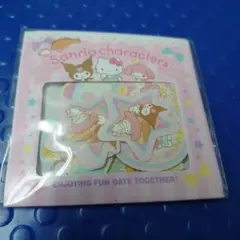 Sanrio characters
ENJOYING FUN DAYS TOGETHER!